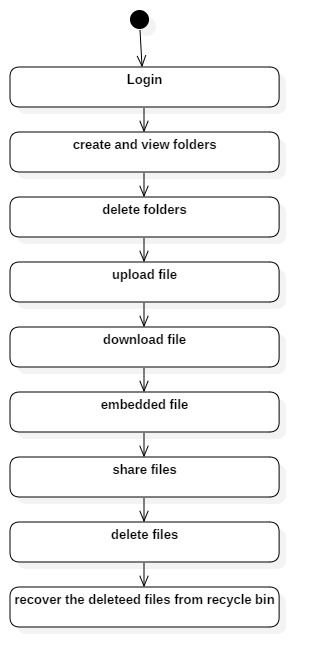 Login
create and view folders
delete folders
upload file
download file
embedded file
share files
delete files
recover the deleteed files from recycle bin